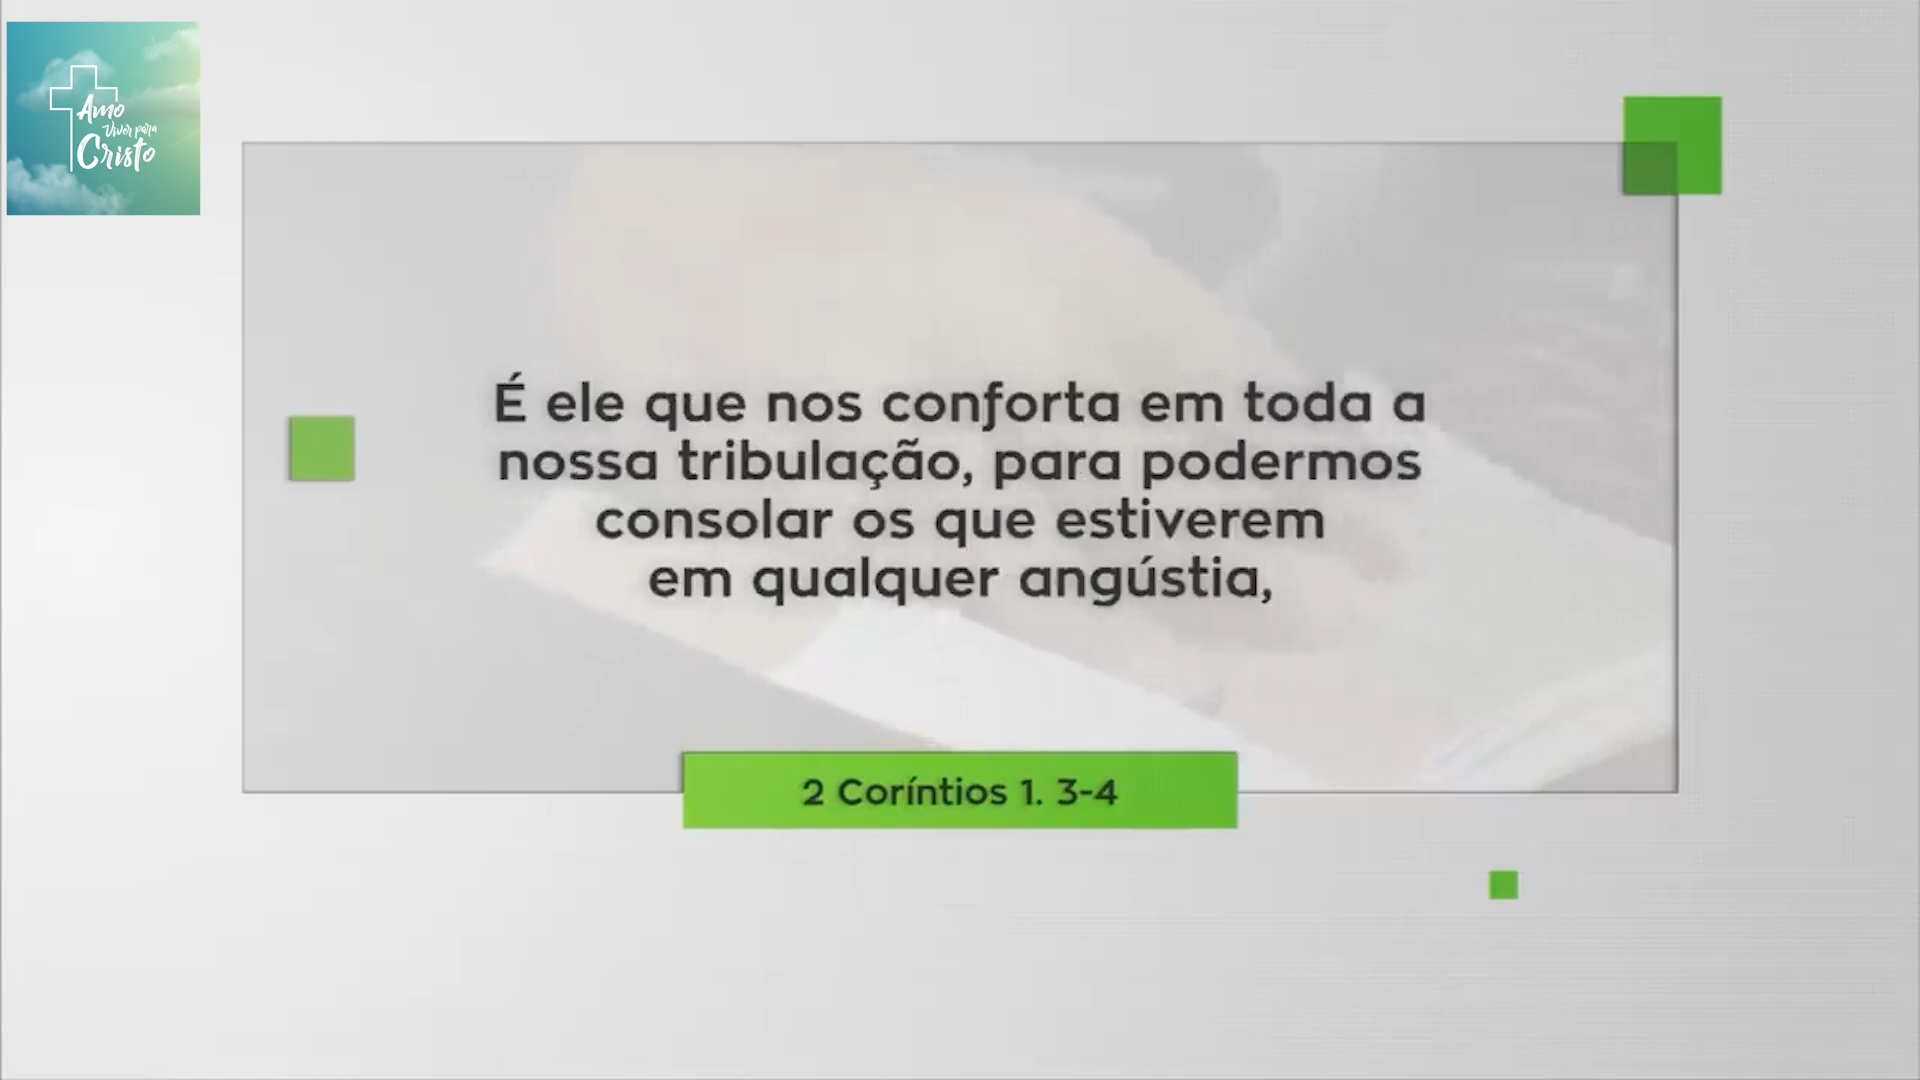 Amo
Viver para
Cristo
É ele que nos conforta em toda a
nossa tribulação, para podermos
consolar os que estiverem
em qualquer angústia,
2 Coríntios 1. 3-4